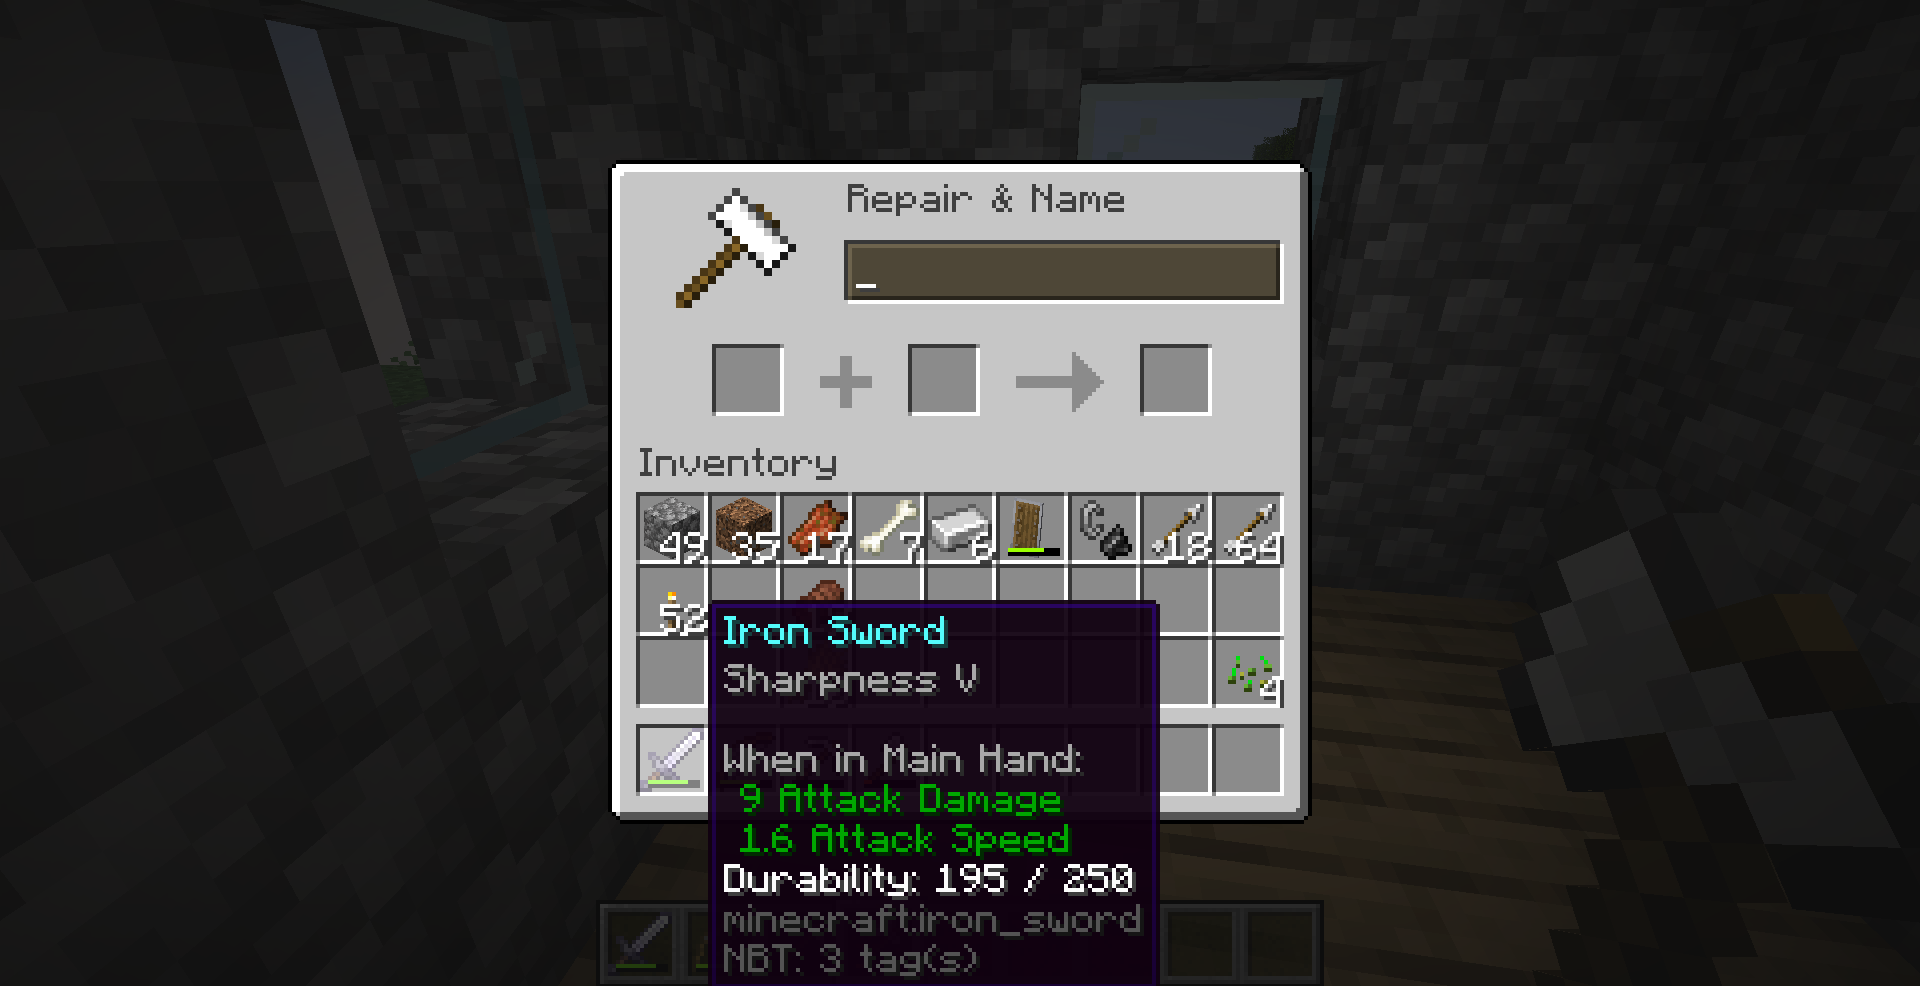 Repair & Name
_
Inventory
49 35 17 7 6 18 64
58
4
Iron Sword
Sharpness V
When in Main Hand:
9 Attack Damage
1.6 Attack Speed
Durability: 195 / 250
minecraft:iron_sword
NBT: 3 tag(s)